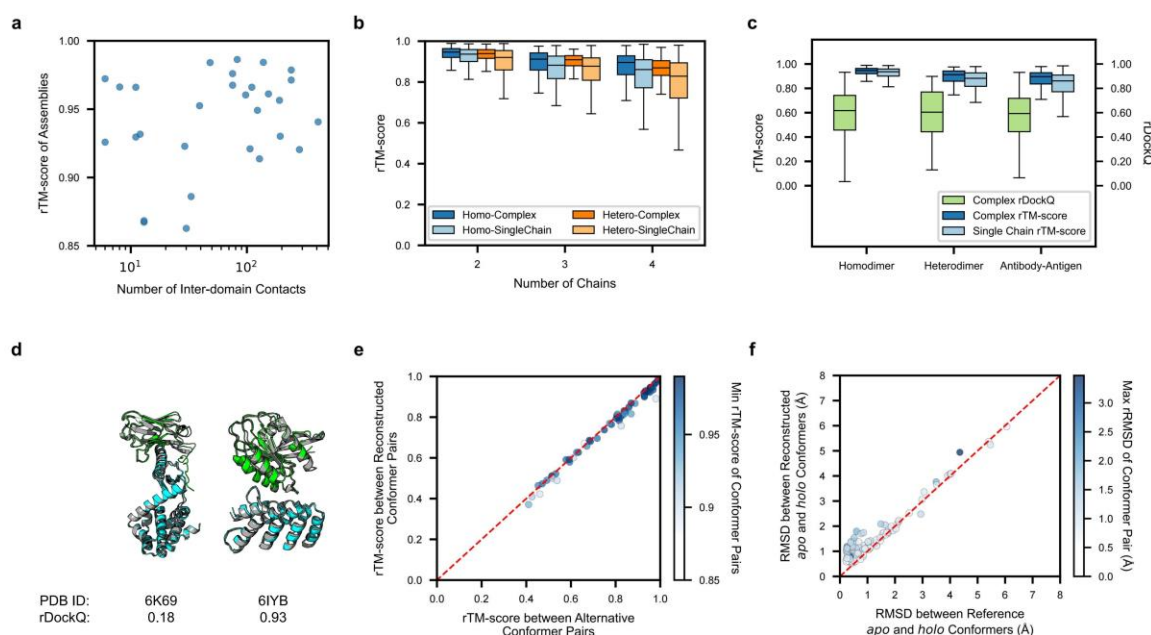 a
1.00
0.95
0.90
0.85
rTM-score of Assemblies
10¹
10²
Number of Inter-domain Contacts
b
1.0
0.8
0.6
0.4
0.2
0.0
rTM-score
Homo-Complex
Homo-SingleChain
Hetero-Complex
Hetero-SingleChain
2
3
4
Number of Chains
c
1.00
0.80
0.60
0.40
0.20
0.00
rTM-score
1.00
0.80
0.60
0.40
0.20
0.00
rDockQ
Complex rDockQ
Complex rTM-score
Single Chain rTM-score
Homodimer
Heterodimer
Antibody-Antigen
d
PDB ID: 6K69 6IYB
rDockQ: 0.18 0.93
e
1.0
0.8
0.6
0.4
0.2
0.0
rTM-score between Reconstructed
Conformer Pairs
0.0
0.2
0.4
0.6
0.8
1.0
rTM-score between Alternative
Conformer Pairs
0.95
0.90
0.85
Min rTM-score of Conformer Pairs
f
8
7
6
5
4
3
2
1
0
RMSD between Reconstructed
apo and holo Conformers (Å)
0
1
2
3
4
5
6
7
8
RMSD between Reference
apo and holo Conformers (Å)
3.0
2.5
2.0
1.5
1.0
0.5
0.0
Max rRMSD of Conformer Pair (Å)